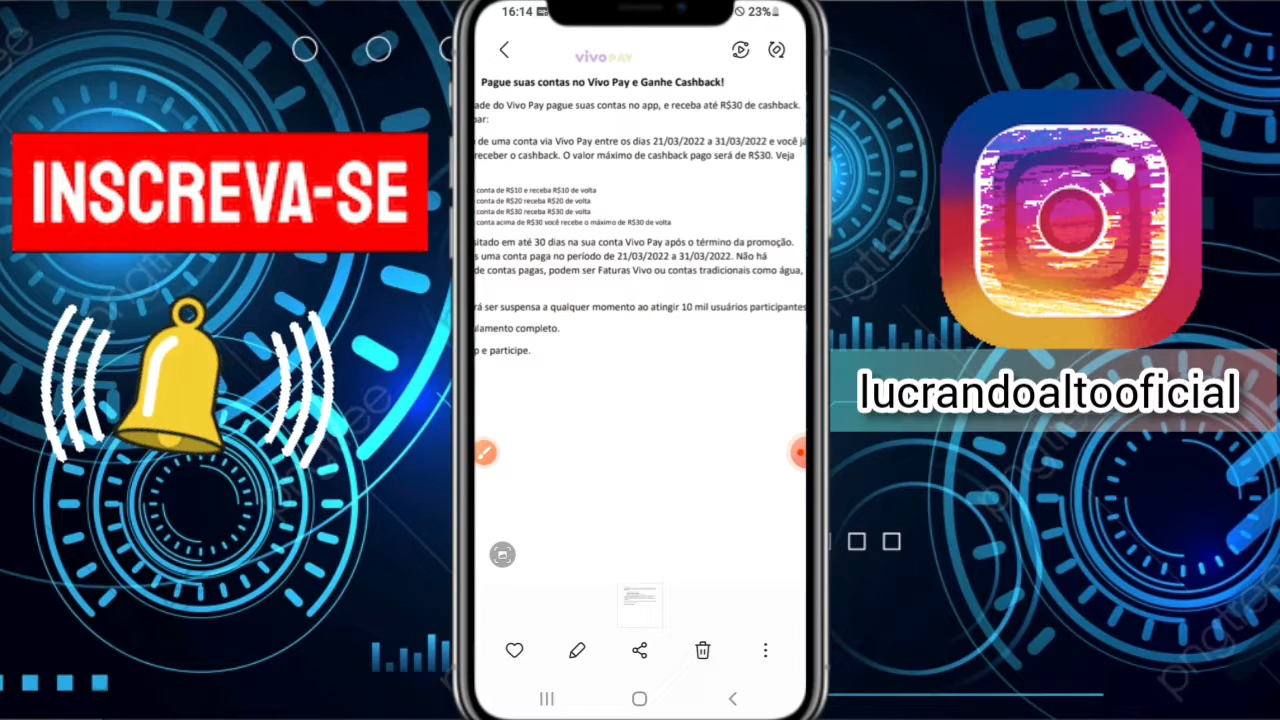 16:14
23%
vivo PAY
Pague suas contas no Vivo Pay e Ganhe Cashback!
ade do Vivo Pay pague suas contas no app, e receba até R$30 de cashback.
par:
de uma conta via Vivo Pay entre os dias 21/03/2022 a 31/03/2022 e você já
receber o cashback. O valor máximo de cashback pago será de R$30. Veja
conta de R$10 e receba R$10 de volta
conta de R$20 receba R$20 de volta
conta de R$30 receba R$30 de volta
conta acima de R$30 você recebe o máximo de R$30 de volta
sitado em até 30 dias na sua conta Vivo Pay após o término da promoção.
s uma conta paga no período de 21/03/2022 a 31/03/2022. Não há
de contas pagas, podem ser Faturas Vivo ou contas tradicionais como água,
rá ser suspensa a qualquer momento ao atingir 10 mil usuários participantes
ulamento completo.
p e participe.
INSCREVA-SE
lucrandoaltooficial
pngtree
pngtree